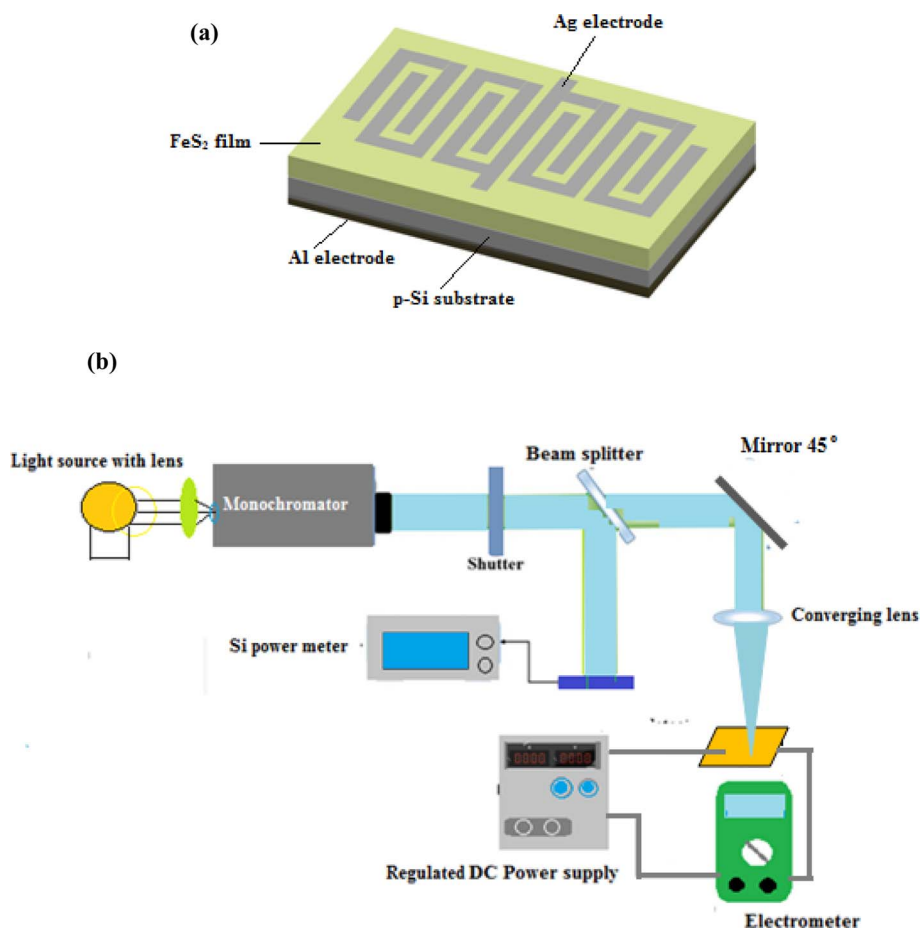 (a)
Ag electrode
FeS₂ film
Al electrode
p-Si substrate
(b)
Mirror 45°
Beam splitter
Light source with lens
Monochromator
Shutter
Converging lens
Si power meter
Regulated DC Power supply
Electrometer